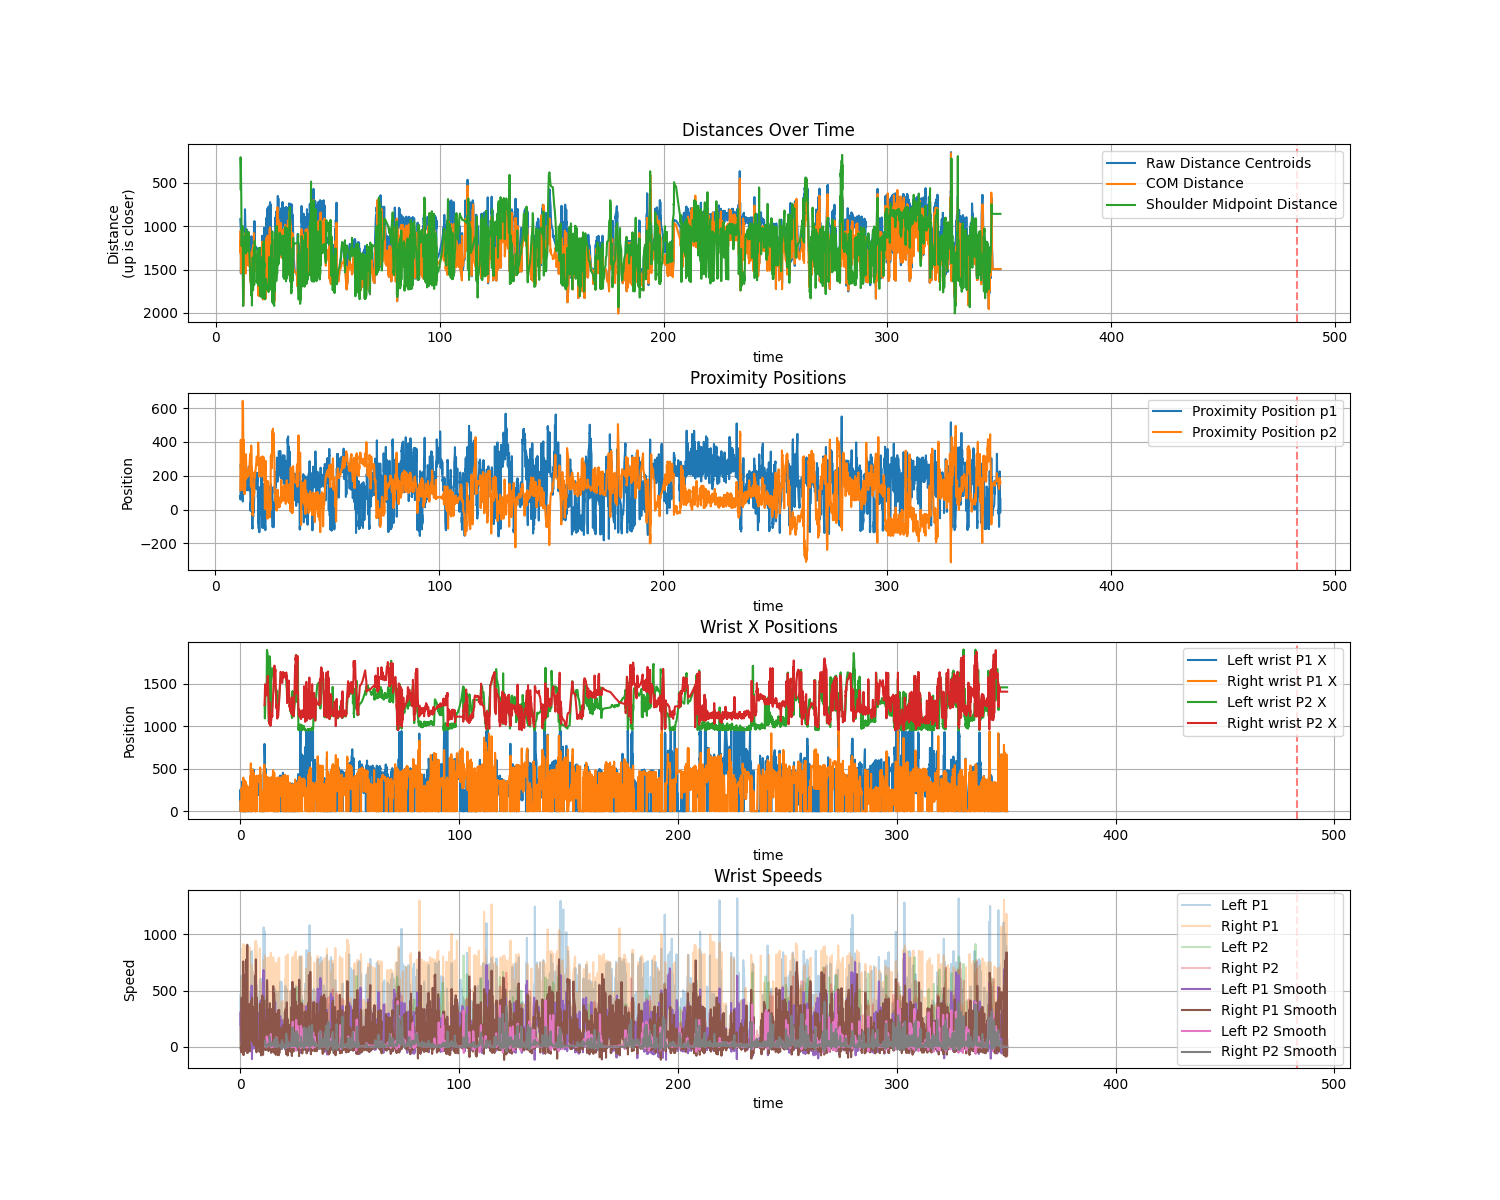 Distances Over Time
Distance
(up is closer)
500
1000
1500
2000
Raw Distance Centroids
COM Distance
Shoulder Midpoint Distance
0
100
200
300
400
500
time
Proximity Positions
Position
600
400
200
0
−200
Proximity Position p1
Proximity Position p2
0
100
200
300
400
500
time
Wrist X Positions
Position
1500
1000
500
0
Left wrist P1 X
Right wrist P1 X
Left wrist P2 X
Right wrist P2 X
0
100
200
300
400
500
time
Wrist Speeds
Speed
1000
500
0
Left P1
Right P1
Left P2
Right P2
Left P1 Smooth
Right P1 Smooth
Left P2 Smooth
Right P2 Smooth
0
100
200
300
400
500
time